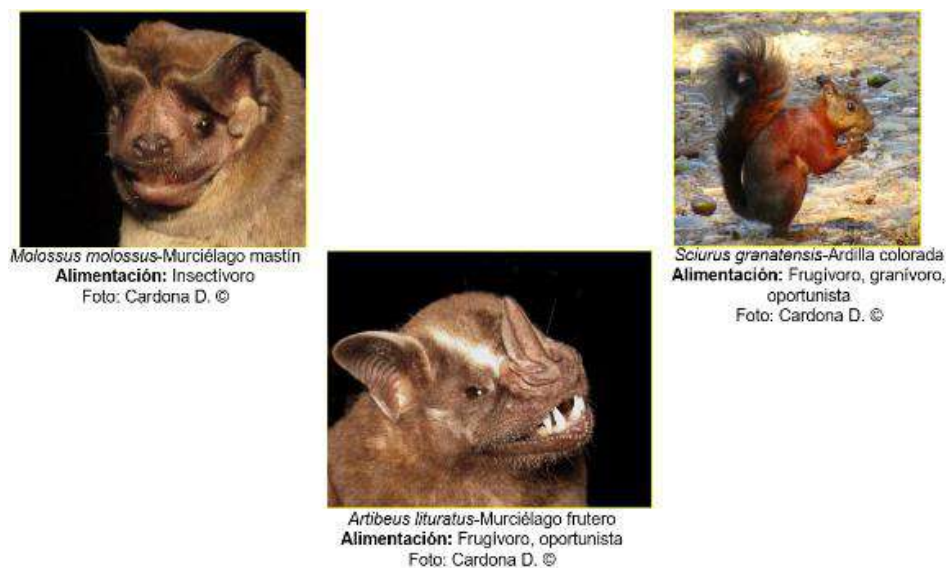 Molossus molossus-Murciélago mastín
Alimentación: Insectívoro
Foto: Cardona D. ©
Sciurus granatensis-Ardilla colorada
Alimentación: Frugívoro, granívoro,
oportunista
Foto: Cardona D. ©
Artibeus lituratus-Murciélago frutero
Alimentación: Frugívoro, oportunista
Foto: Cardona D. ©